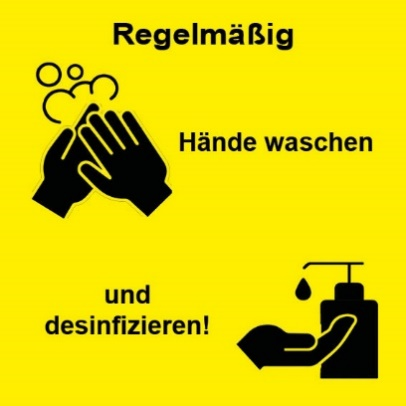 Regelmäßig
Hände waschen
und
desinfizieren!